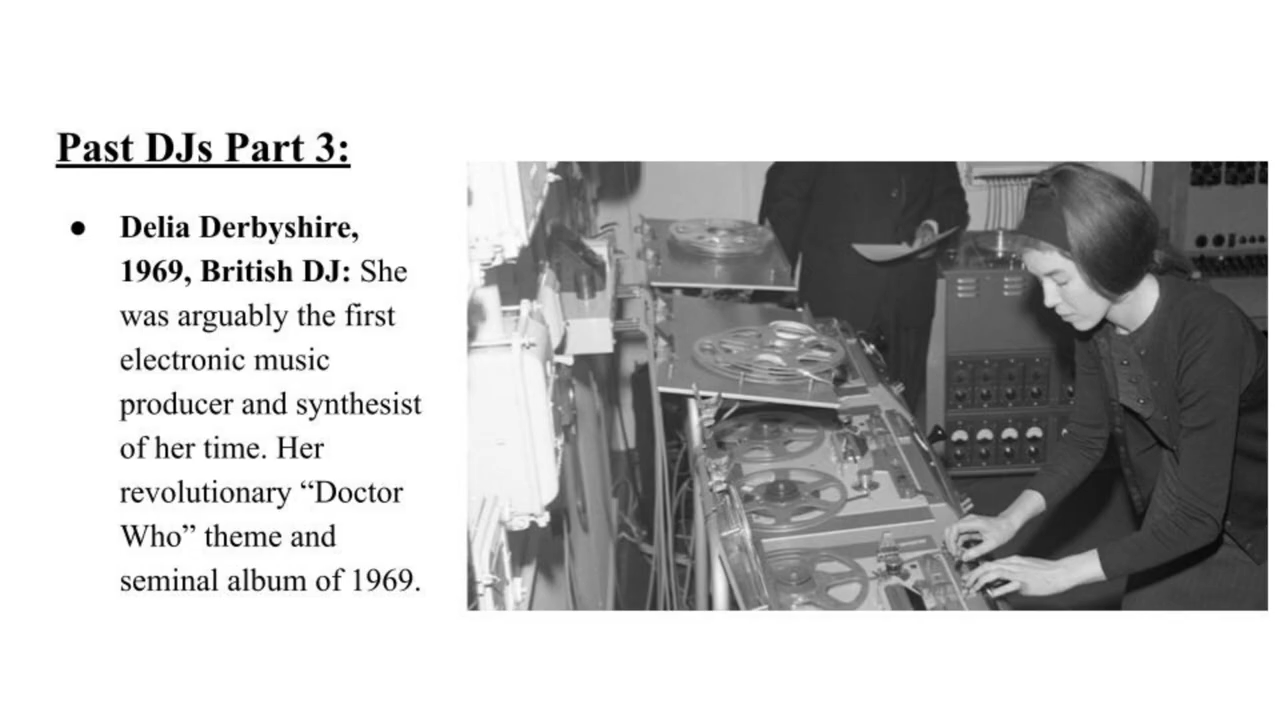 Past DJs Part 3:
● Delia Derbyshire,
1969, British DJ: She
was arguably the first
electronic music
producer and synthesist
of her time. Her
revolutionary “Doctor
Who” theme and
seminal album of 1969.